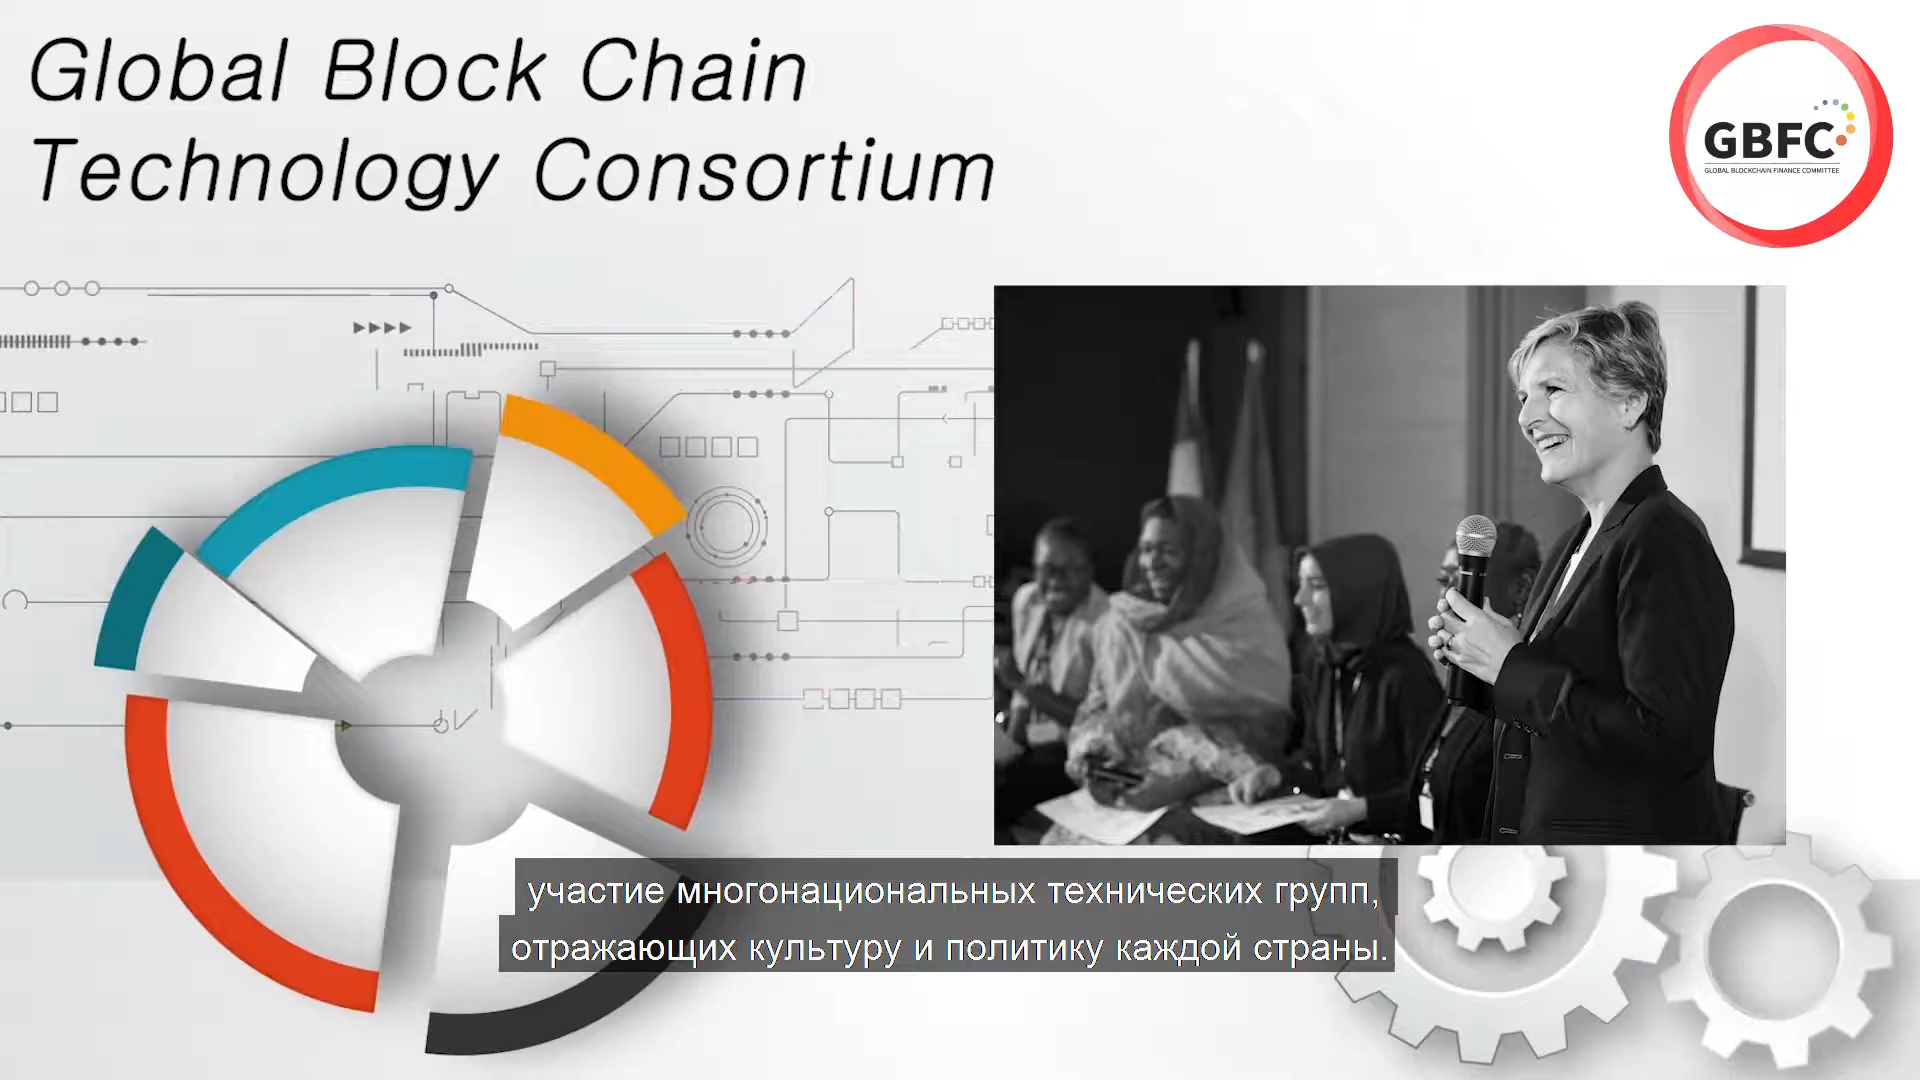 Global Block Chain
Technology Consortium
GBFC
GLOBAL BLOCKCHAIN FINANCE COMMITTEE
участие многонациональных технических групп,
отражающих культуру и политику каждой страны.